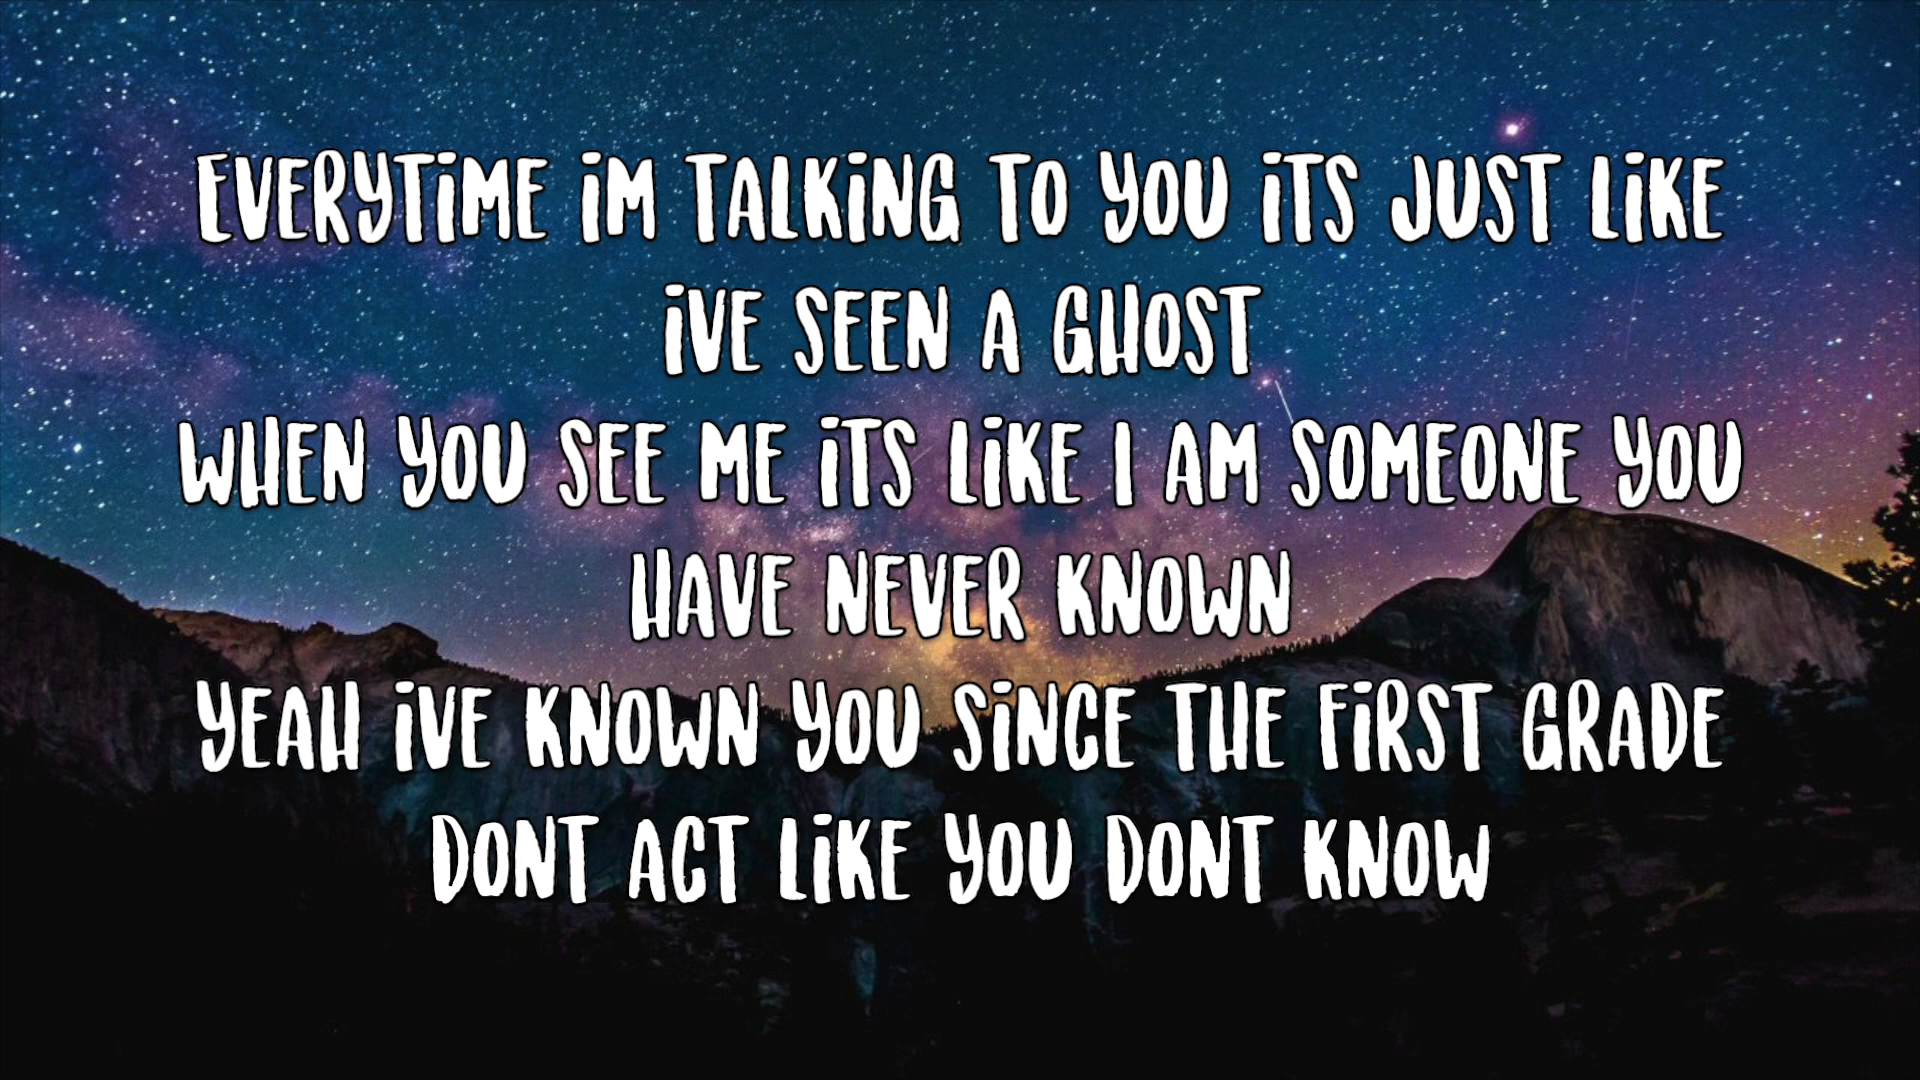 EVERYTiME iM TALKiNG TO YOU iTS JUST LiKE
iVE SEEN A GHOST
WHEN YOU SEE ME iTS LiKE I AM SOMEONE YOU
HAVE NEVER KNOWN
YEAH iVE KNOWN YOU SiNCE THE FiRST GRADE
DONT ACT LiKE YOU DONT KNOW